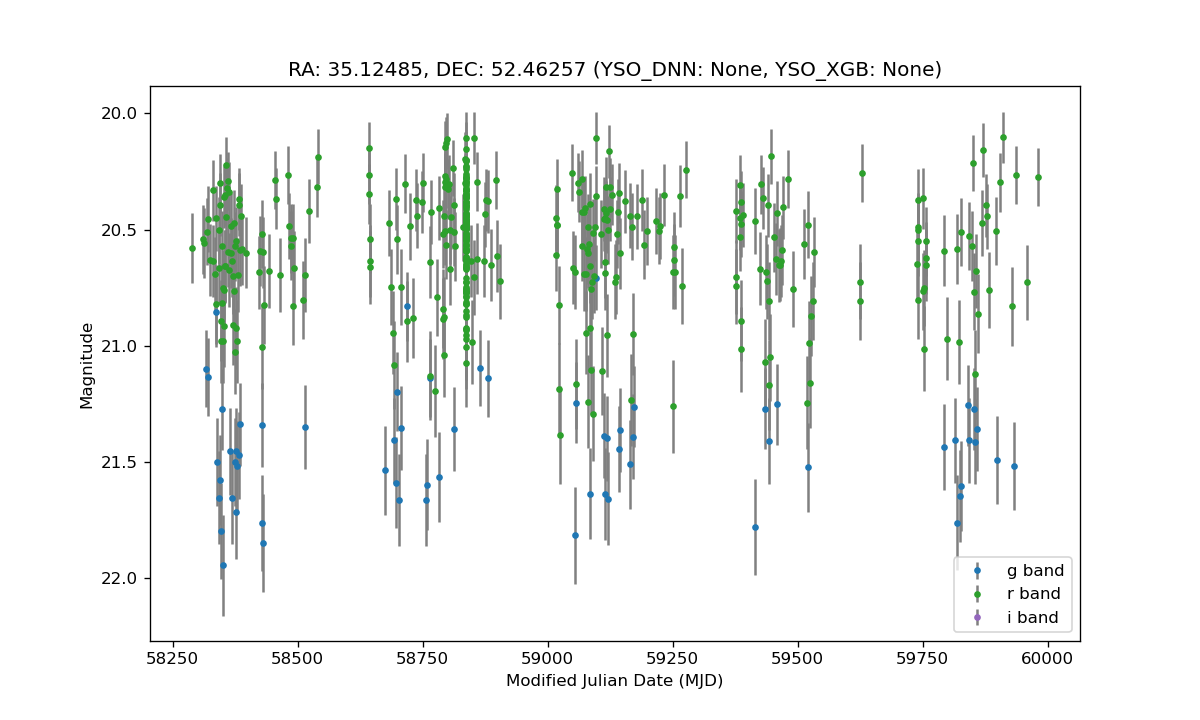 RA: 35.12485, DEC: 52.46257 (YSO_DNN: None, YSO_XGB: None)
20.0
20.5
21.0
21.5
22.0
Magnitude
g band
r band
i band
58250 58500 58750 59000 59250 59500 59750 60000
Modified Julian Date (MJD)